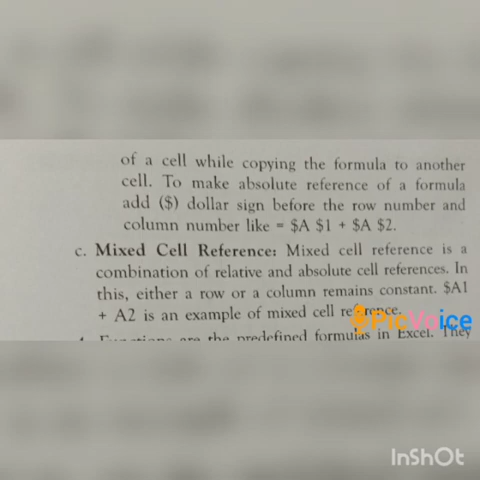 of a cell while copying the formula to another
cell. To make absolute reference of a formula
add ($) dollar sign before the row number and
column number like = $A $1 + $A $2.
c. Mixed Cell Reference: Mixed cell reference is a
combination of relative and absolute cell references. In
this, either a row or a column remains constant. $A1
+ A2 is an example of mixed cell reference.
PicVoice
are the predefined formulas in Excel. They
InShOt